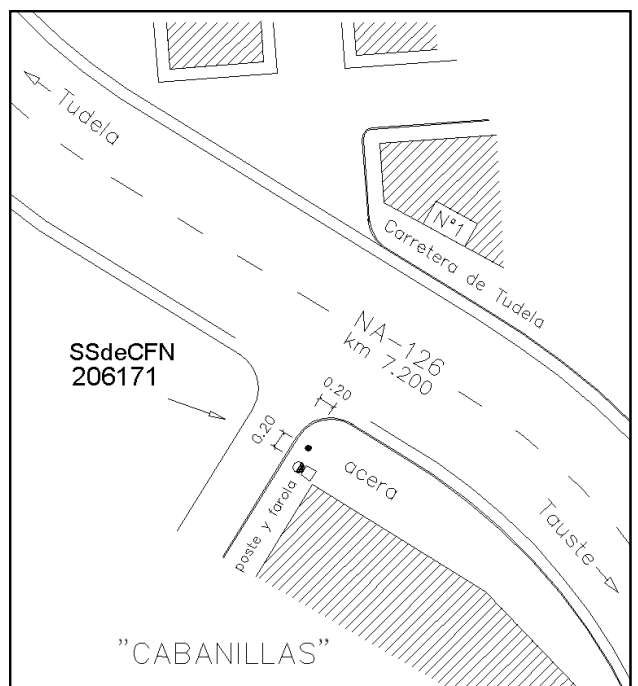 Tudela
N°1
Carretera de Tudela
NA-126
km 7.200
SSdeCFN
206171
0.20
0.20
acera
poste y farola
Tauste
"CABANILLAS"